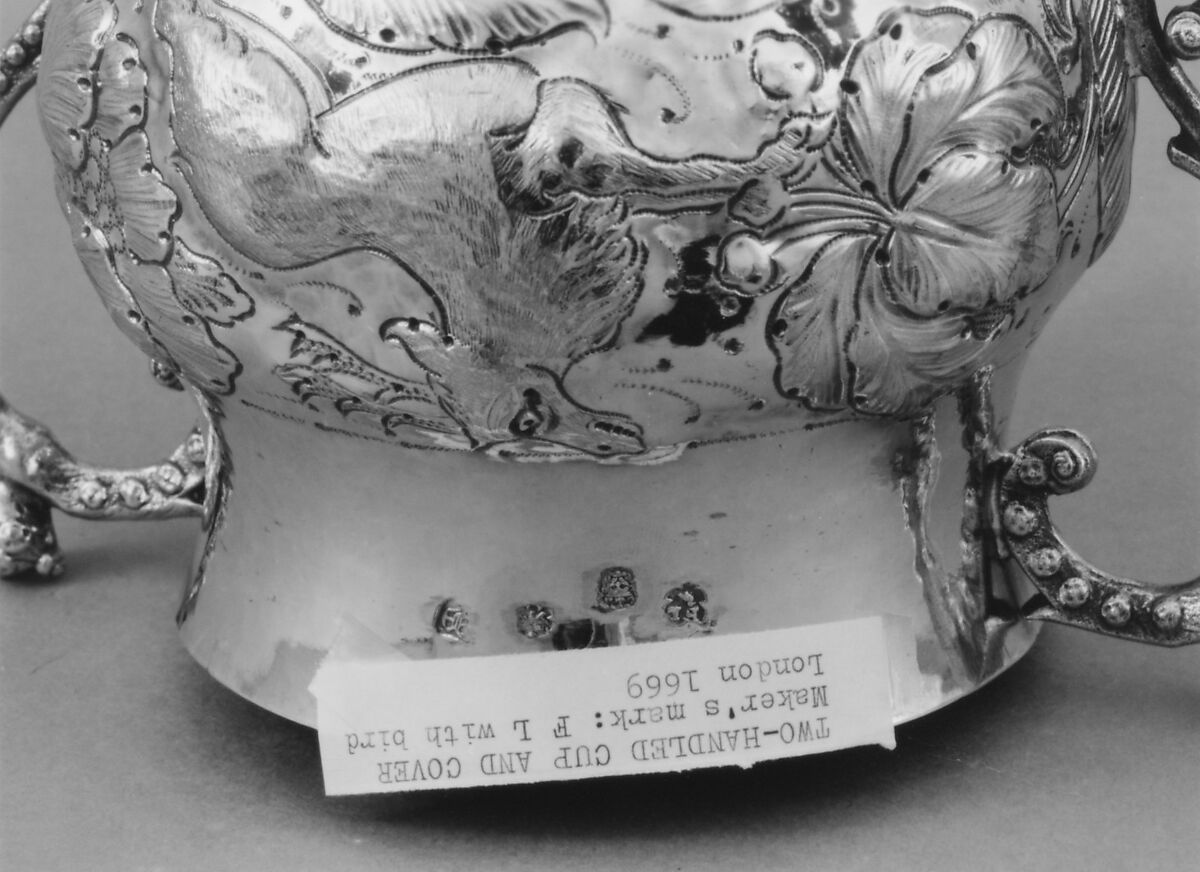 TWO-HANDLED CUP AND COVER
Maker's mark: F L with bird
London 1669